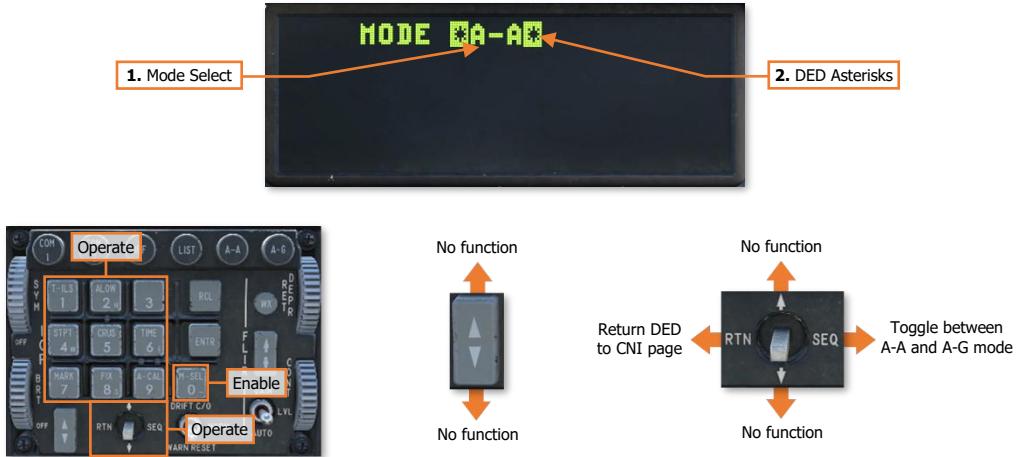 MODE *A-A*
1. Mode Select
2. DED Asterisks
COM 1
Operate
F
LIST
A-A
A-G
SYM
T-ILS 1
ALOW 2 N
3
RCL
WX
RET DEPR
OFF
ICP
STPT 4 W
CRUS 5
TIME 6 E
ENTR
FLI
MARK 7
FIX 8 S
A-CAL 9
M-SEL 0 -
Enable
BRT
CONT
DRIFT C/O
OFF
RTN
SEQ
Operate
LVL
AUTO
WARN RESET
No function
No function
No function
Return DED
to CNI page
RTN
SEQ
Toggle between
A-A and A-G mode
No function